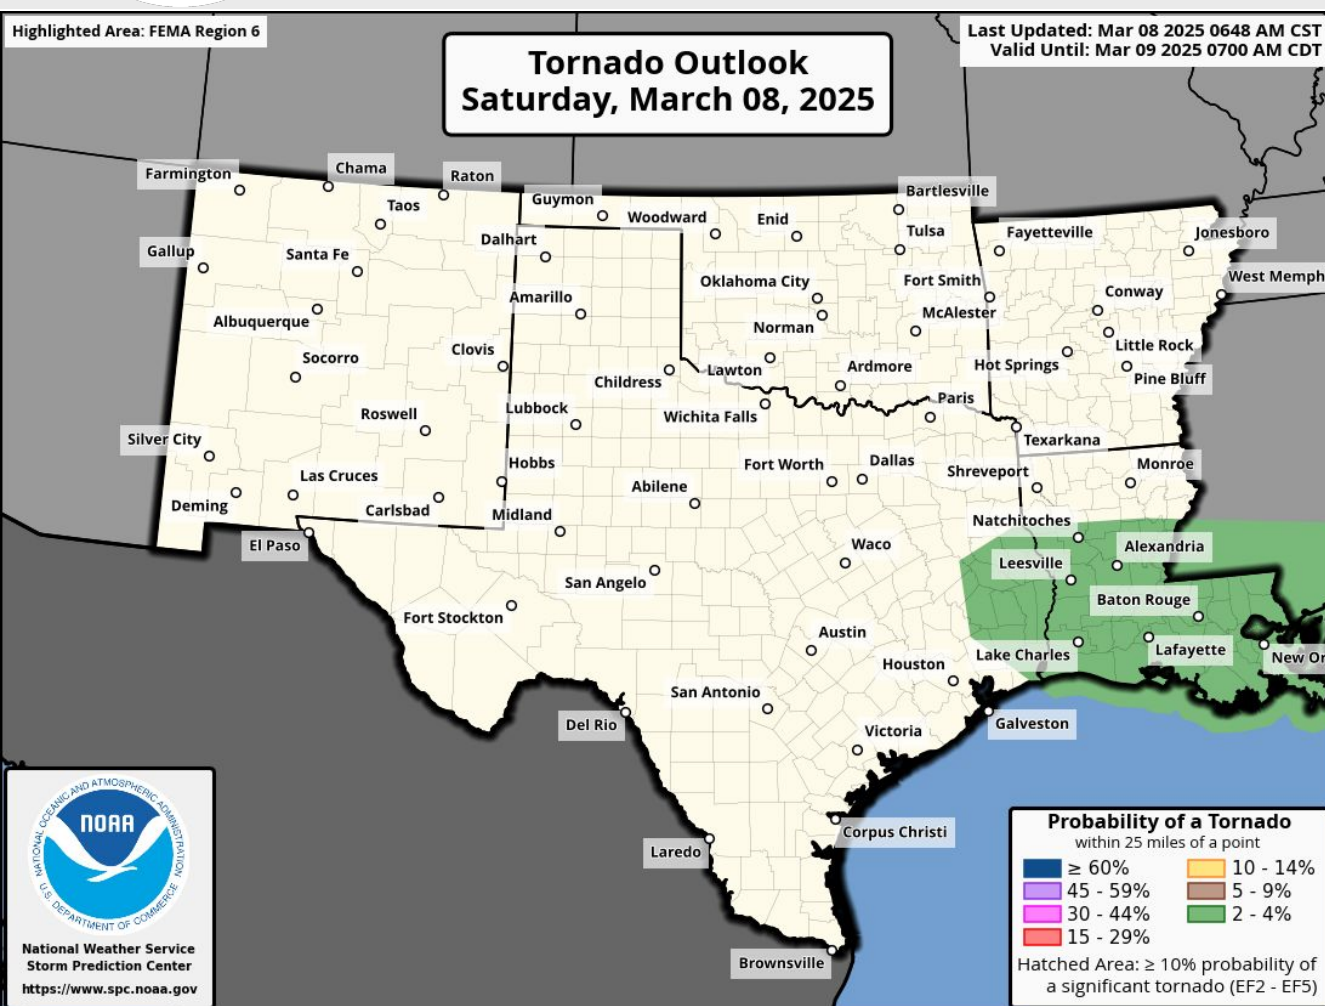 Highlighted Area: FEMA Region 6
Last Updated: Mar 08 2025 0648 AM CST
Valid Until: Mar 09 2025 0700 AM CDT
Tornado Outlook
Saturday, March 08, 2025
Farmington
Chama
Raton
Taos
Guymon
Woodward
Enid
Bartlesville
Tulsa
Fayetteville
Jonesboro
Gallup
Santa Fe
Dalhart
Oklahoma City
Fort Smith
West Memph
Amarillo
Conway
Albuquerque
Norman
McAlester
Little Rock
Socorro
Clovis
Childress
Lawton
Ardmore
Hot Springs
Pine Bluff
Roswell
Lubbock
Wichita Falls
Paris
Silver City
Texarkana
Las Cruces
Hobbs
Fort Worth
Dallas
Shreveport
Monroe
Deming
Carlsbad
Midland
Abilene
Natchitoches
El Paso
Waco
Alexandria
San Angelo
Leesville
Fort Stockton
Baton Rouge
Austin
Lake Charles
Lafayette
New Or
Houston
San Antonio
Del Rio
Galveston
Victoria
Corpus Christi
Laredo
Brownsville
NATIONAL OCEANIC AND ATMOSPHERIC ADMINISTRATION
NOAA
U.S. DEPARTMENT OF COMMERCE
National Weather Service
Storm Prediction Center
https://www.spc.noaa.gov
Probability of a Tornado
within 25 miles of a point
≥ 60%
10 - 14%
45 - 59%
5 - 9%
30 - 44%
2 - 4%
15 - 29%
Hatched Area: ≥ 10% probability of
a significant tornado (EF2 - EF5)